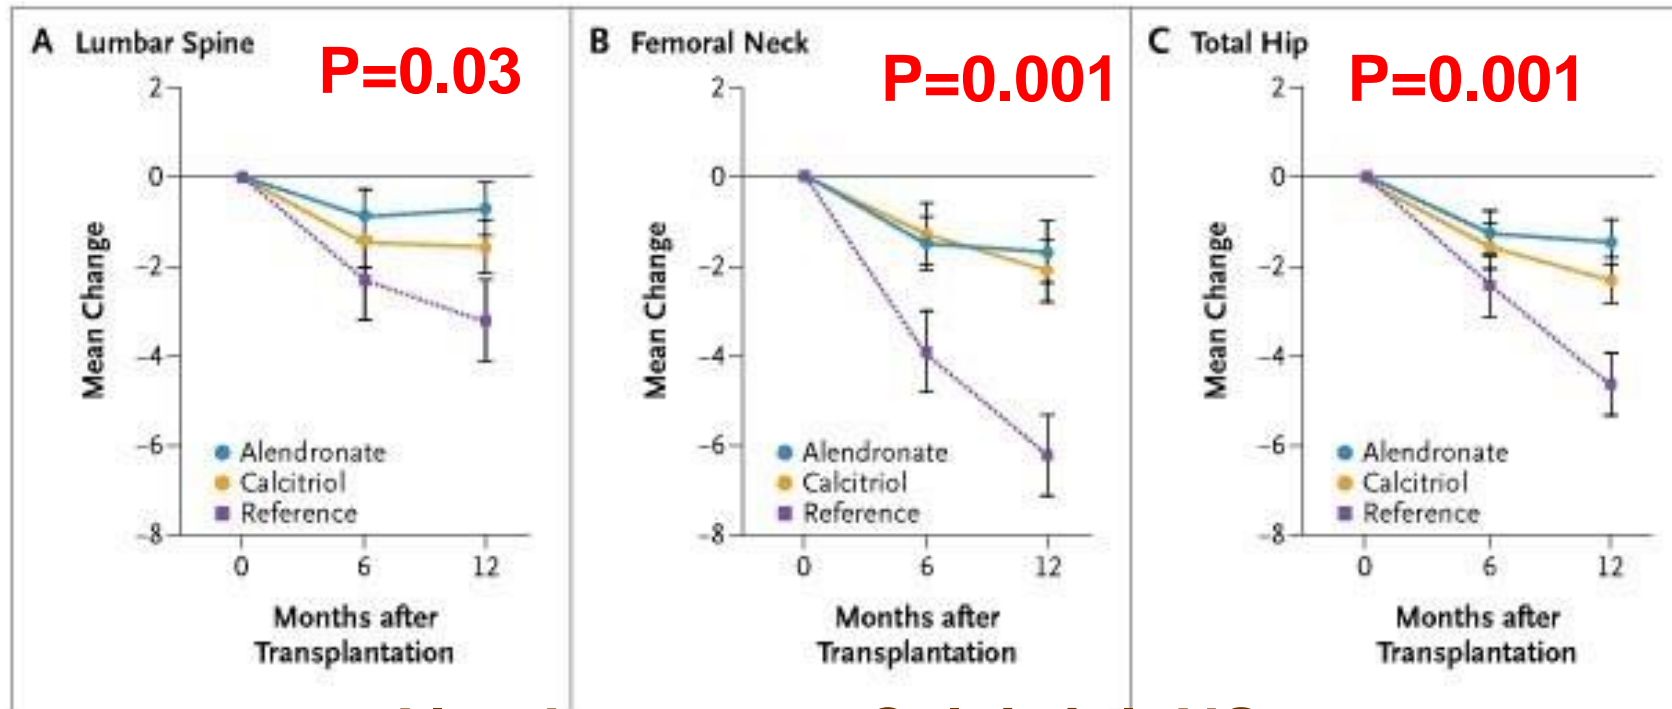 A Lumbar Spine
P=0.03
2
0
−2
−4
−6
−8
Mean Change
Alendronate
Calcitriol
Reference
0 6 12
Months after
Transplantation
B Femoral Neck
P=0.001
2
0
−2
−4
−6
−8
Mean Change
Alendronate
Calcitriol
Reference
0 6 12
Months after
Transplantation
C Total Hip
P=0.001
2
0
−2
−4
−6
−8
Mean Change
Alendronate
Calcitriol
Reference
0 6 12
Months after
Transplantation